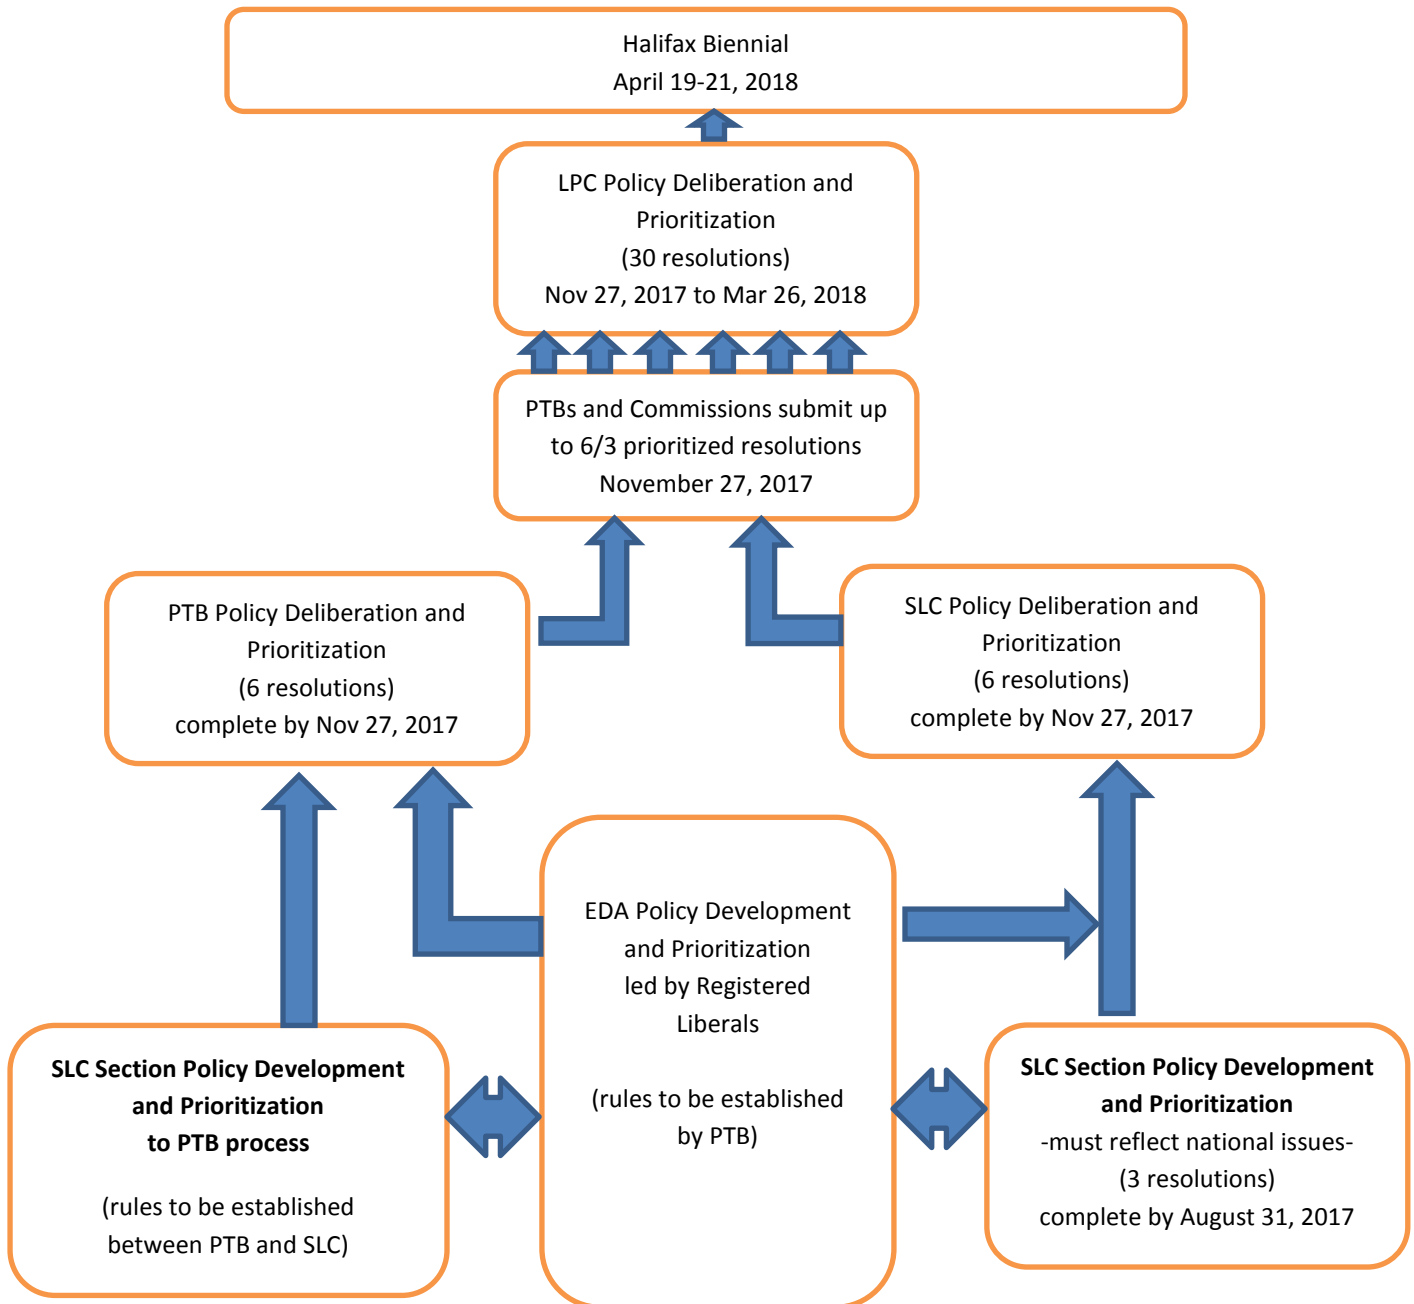 Halifax Biennial
April 19-21, 2018
LPC Policy Deliberation and
Prioritization
(30 resolutions)
Nov 27, 2017 to Mar 26, 2018
PTBs and Commissions submit up
to 6/3 prioritized resolutions
November 27, 2017
PTB Policy Deliberation and
Prioritization
(6 resolutions)
complete by Nov 27, 2017
SLC Policy Deliberation and
Prioritization
(6 resolutions)
complete by Nov 27, 2017
EDA Policy Development
and Prioritization
led by Registered
Liberals
(rules to be established
by PTB)
SLC Section Policy Development
and Prioritization
to PTB process
(rules to be established
between PTB and SLC)
SLC Section Policy Development
and Prioritization
-must reflect national issues-
(3 resolutions)
complete by August 31, 2017